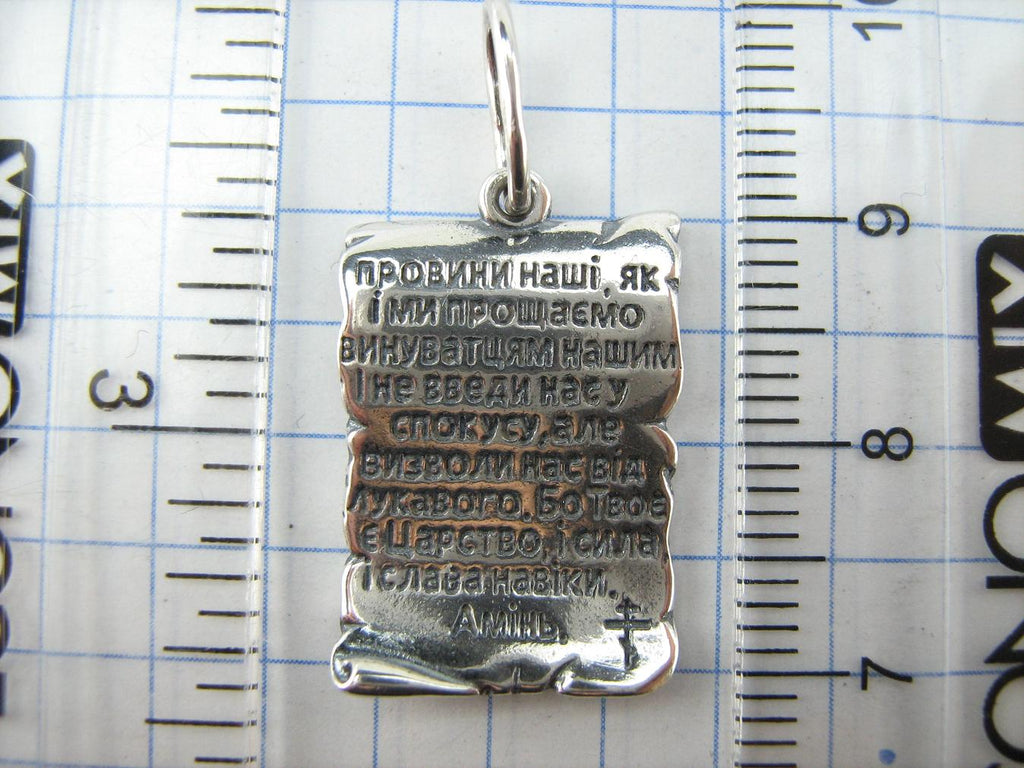 провини наші, як
і ми прощаємо
винуватцям нашим
І не введи нас у
спокусу, але
визволи нас від
лукавого. Бо Твоє
є Царство, і сила
і слава навіки.
Амінь.
3
10
9
8
7